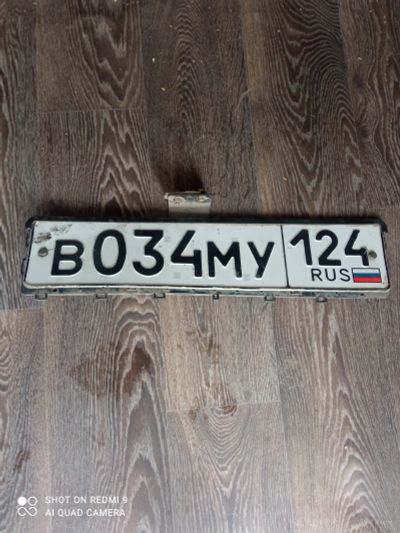 В034МУ 124
RUS
SHOT ON REDMI 9
AI QUAD CAMERA